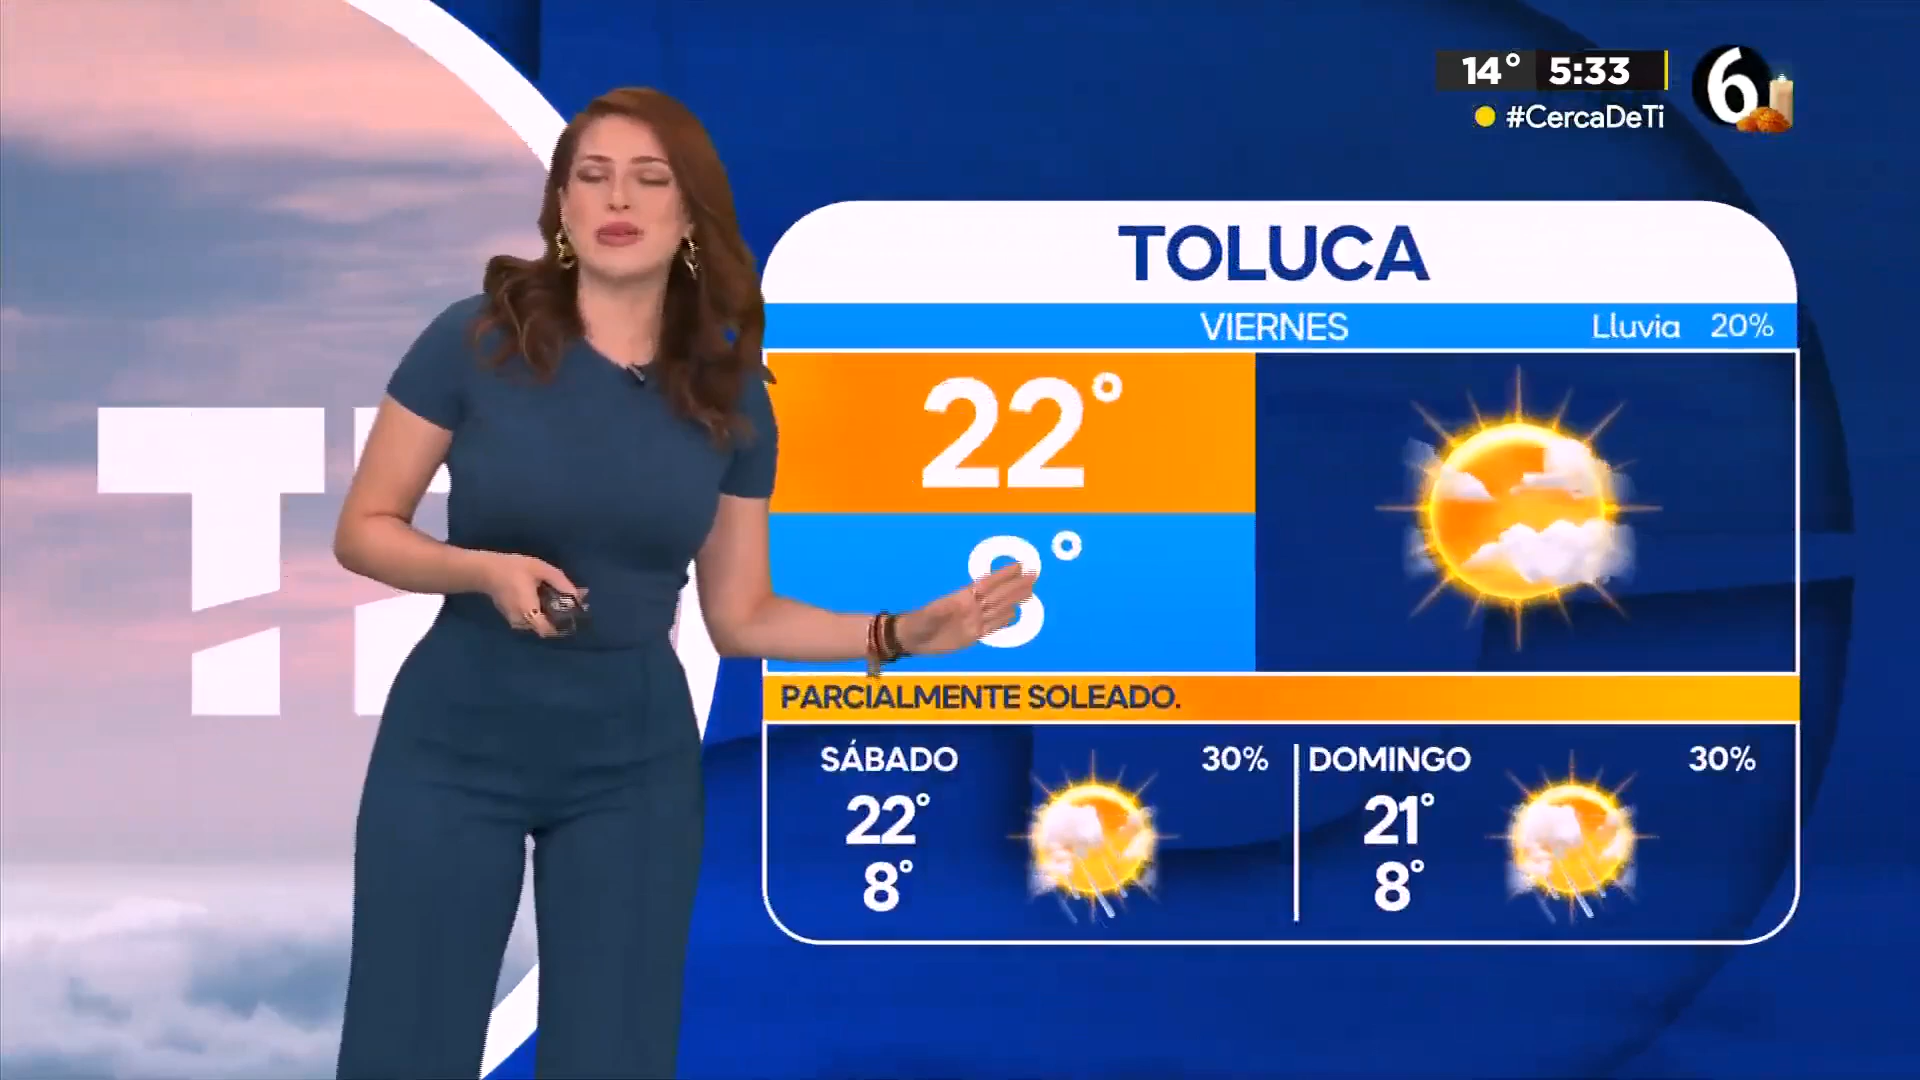 14° 5:33
#CercaDeTi
6
TOLUCA
VIERNES Lluvia 20%
22°
8°
PARCIALMENTE SOLEADO.
SÁBADO 30%
22°
8°
DOMINGO 30%
21°
8°